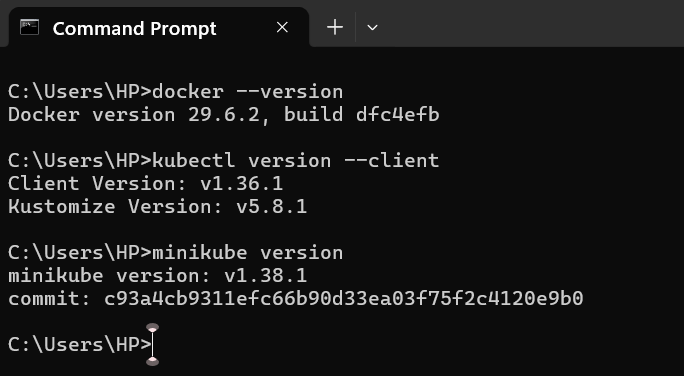 Command Prompt
C:\Users\HP>docker --version
Docker version 29.6.2, build dfc4efb
C:\Users\HP>kubectl version --client
Client Version: v1.36.1
Kustomize Version: v5.8.1
C:\Users\HP>minikube version
minikube version: v1.38.1
commit: c93a4cb9311efc66b90d33ea03f75f2c4120e9b0
C:\Users\HP>